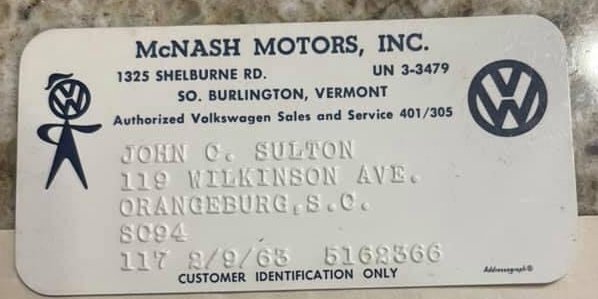 McNASH MOTORS, INC.
1325 SHELBURNE RD. UN 3-3479
SO. BURLINGTON, VERMONT
Authorized Volkswagen Sales and Service 401/305
JOHN C. SULTON
119 WILKINSON AVE.
ORANGEBURG,S.C.
SC94
117 2/9/63 5162366
CUSTOMER IDENTIFICATION ONLY
Addressograph®